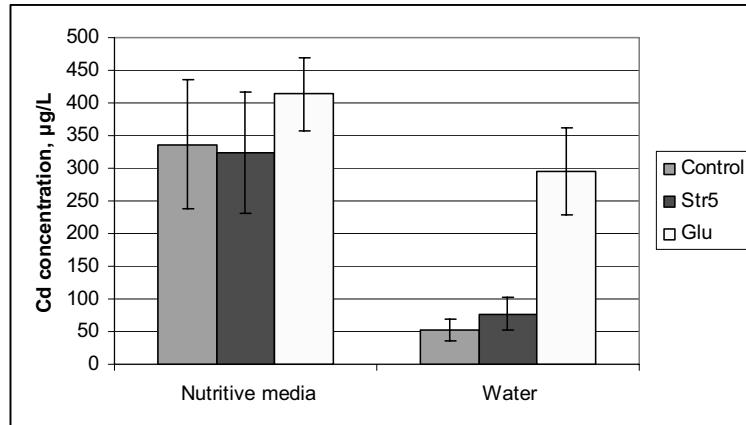 Cd concentration, µg/L
500
450
400
350
300
250
200
150
100
50
0
Nutritive media
Water
Control
Str5
Glu